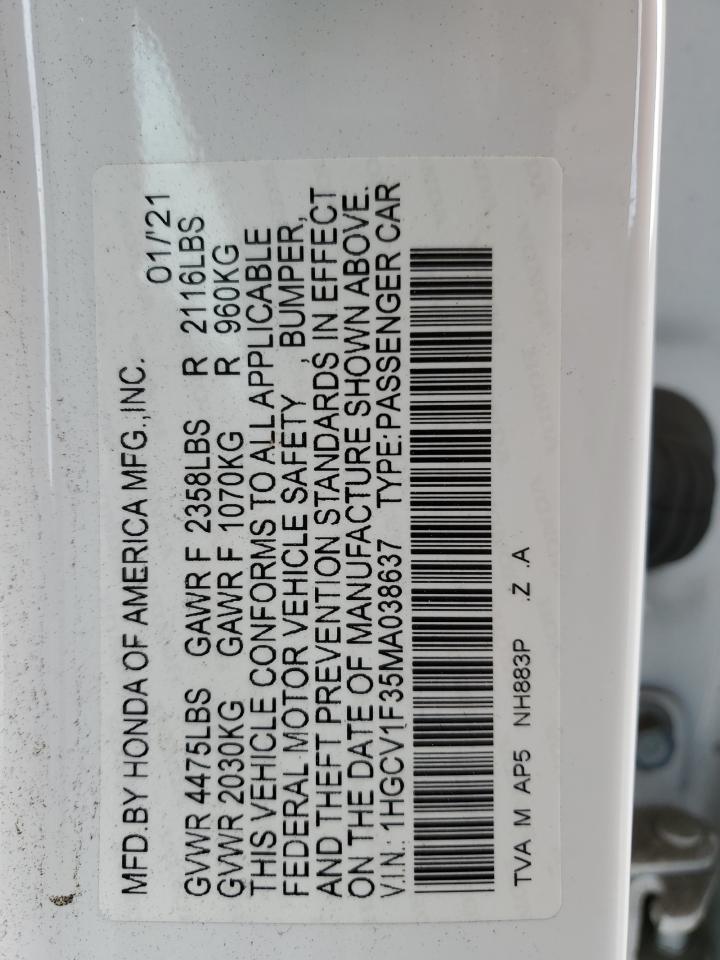 MFD.BY HONDA OF AMERICA MFG.,INC. 01/'21
GVWR 4475LBS GAWR F 2358LBS R 2116LBS
GVWR 2030KG GAWR F 1070KG R 960KG
THIS VEHICLE CONFORMS TO ALL APPLICABLE
FEDERAL MOTOR VEHICLE SAFETY , BUMPER,
AND THEFT PREVENTION STANDARDS IN EFFECT
ON THE DATE OF MANUFACTURE SHOWN ABOVE.
V.I.N.: 1HGCV1F35MA038637 TYPE:PASSENGER CAR
TVA M AP5 NH883P .Z .A